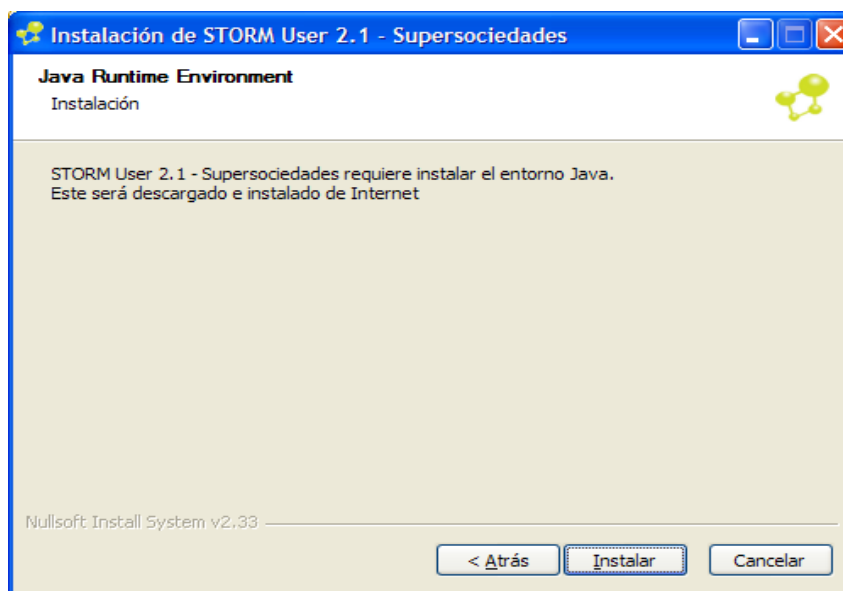 Instalación de STORM User 2.1 - Supersociedades
Java Runtime Environment
Instalación
STORM User 2.1 - Supersociedades requiere instalar el entorno Java.
Este será descargado e instalado de Internet
Nullsoft Install System v2.33
< Atrás
Instalar
Cancelar